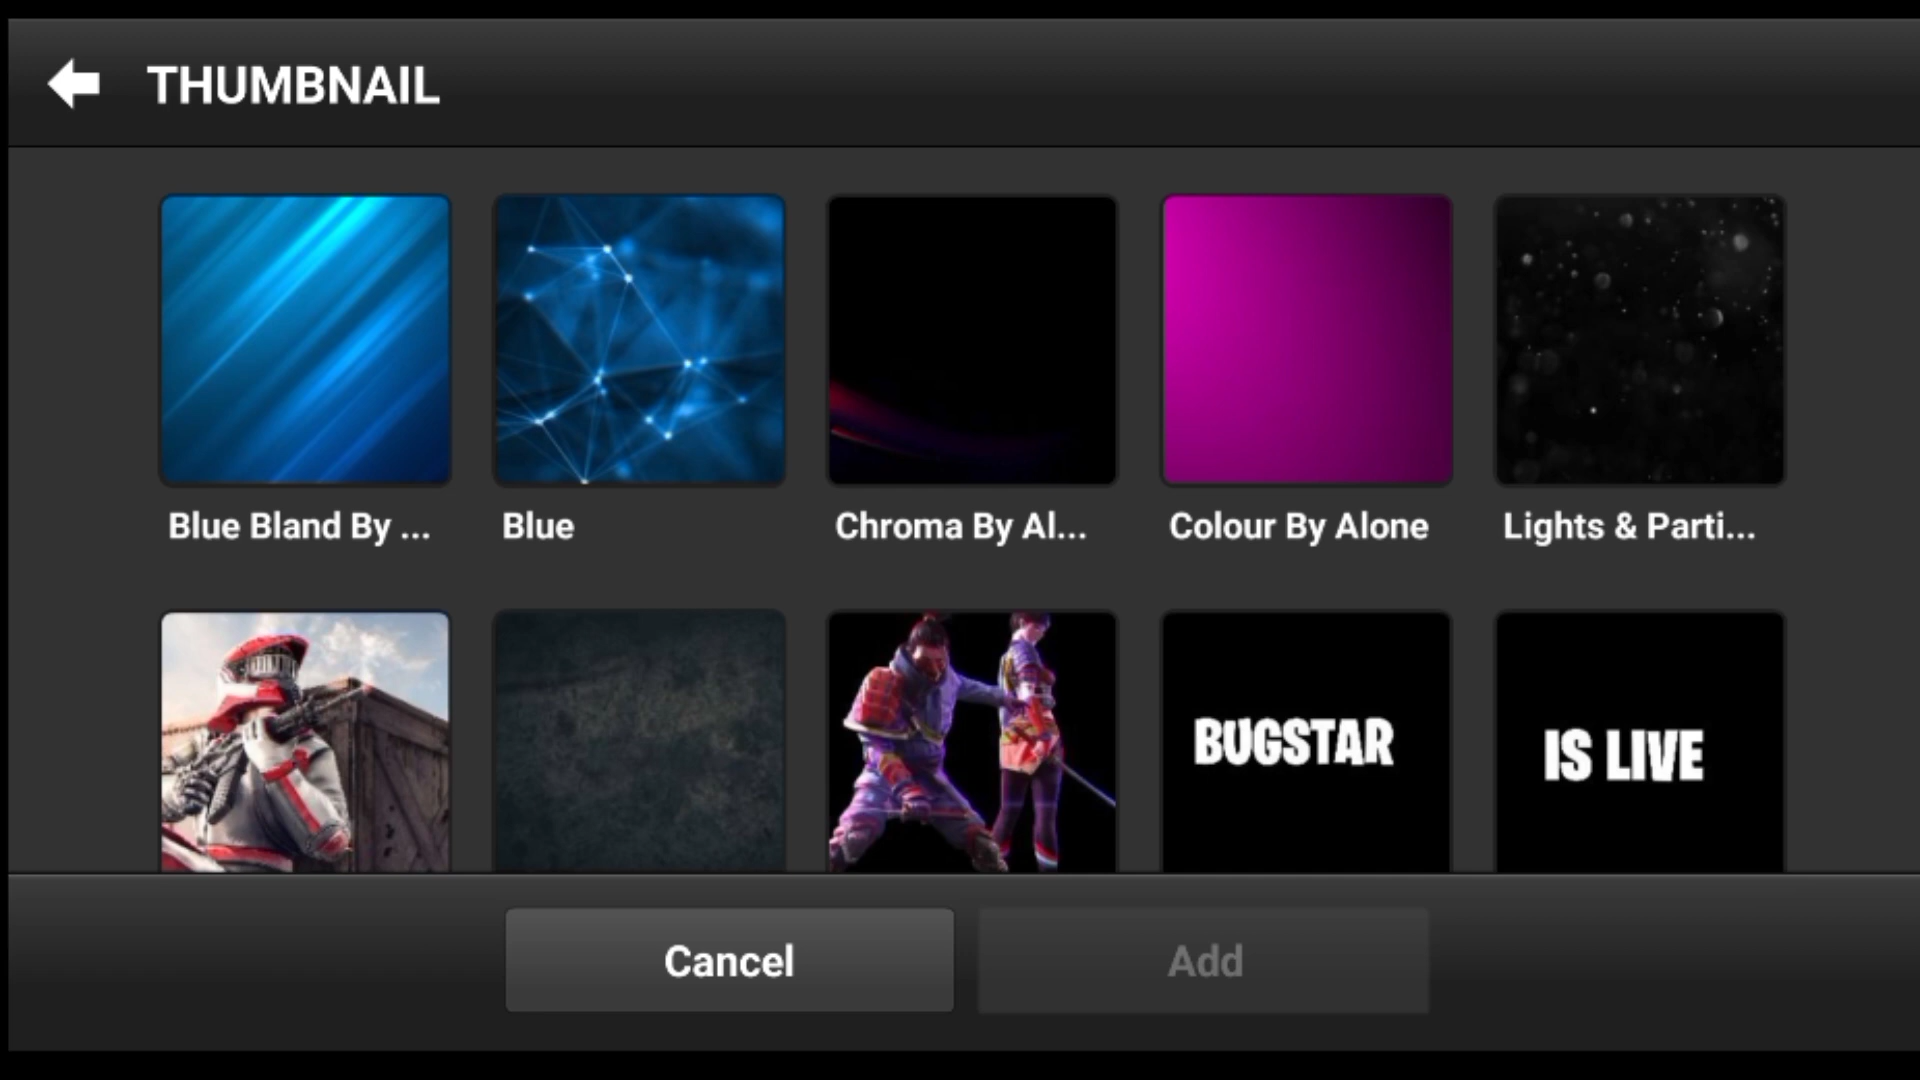 THUMBNAIL
Blue Bland By ...
Blue
Chroma By Al...
Colour By Alone
Lights & Parti...
BUGSTAR
IS LIVE
Cancel
Add